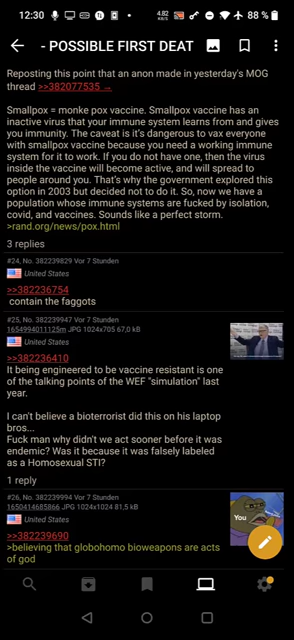 12:30
4.82
KB/S
88 %
- POSSIBLE FIRST DEAT
Reposting this point that an anon made in yesterday's MOG
thread >>382077535 →
Smallpox = monke pox vaccine. Smallpox vaccine has an
inactive virus that your immune system learns from and gives
you immunity. The caveat is it's dangerous to vax everyone
with smallpox vaccine because you need a working immune
system for it to work. If you do not have one, then the virus
inside the vaccine will become active, and will spread to
people around you. That's why the government explored this
option in 2003 but decided not to do it. So, now we have a
population whose immune systems are fucked by isolation,
covid, and vaccines. Sounds like a perfect storm.
>rand.org/news/pox.html
3 replies
#24, No. 382239829 Vor 7 Stunden
United States
>>382236754
contain the faggots
#25, No. 382239947 Vor 7 Stunden
1654994011125m JPG 1024x705 67,0 kB
United States
>>382236410
It being engineered to be vaccine resistant is one
of the talking points of the WEF "simulation" last
year.
I can't believe a bioterrorist did this on his laptop
bros...
Fuck man why didn't we act sooner before it was
endemic? Was it because it was falsely labeled
as a Homosexual STI?
1 reply
#26, No. 382239994 Vor 7 Stunden
1650414685866 JPG 1024x1024 81,5 kB
United States
You
>>382239690
>believing that globohomo bioweapons are acts
of god